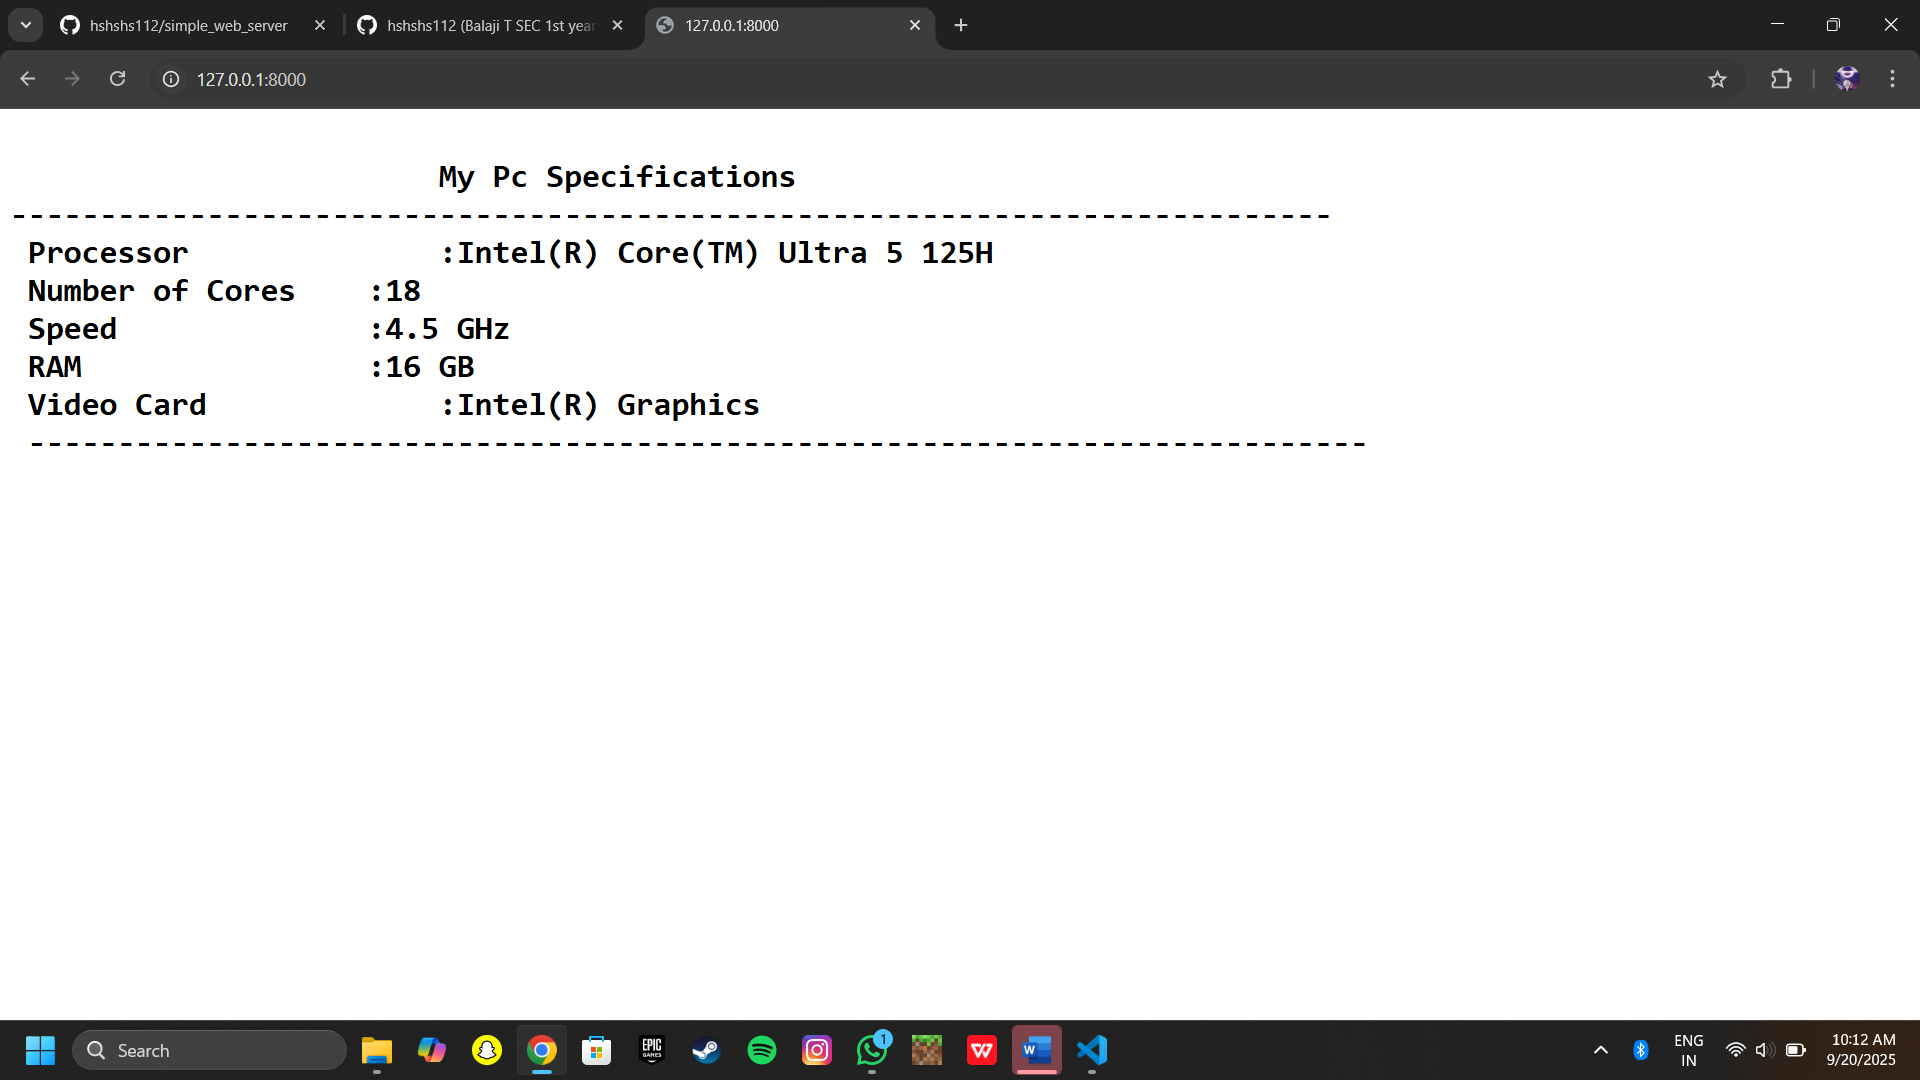 hshshs112/simple_web_server
hshshs112 (Balaji T SEC 1st year
127.0.0.1:8000
127.0.0.1:8000
My Pc Specifications
--------------------------------------------------------------------------
Processor :Intel(R) Core(TM) Ultra 5 125H
Number of Cores :18
Speed :4.5 GHz
RAM :16 GB
Video Card :Intel(R) Graphics
---------------------------------------------------------------------------
Search
EPIC GAMES
1
W
W
ENG
IN
10:12 AM
9/20/2025